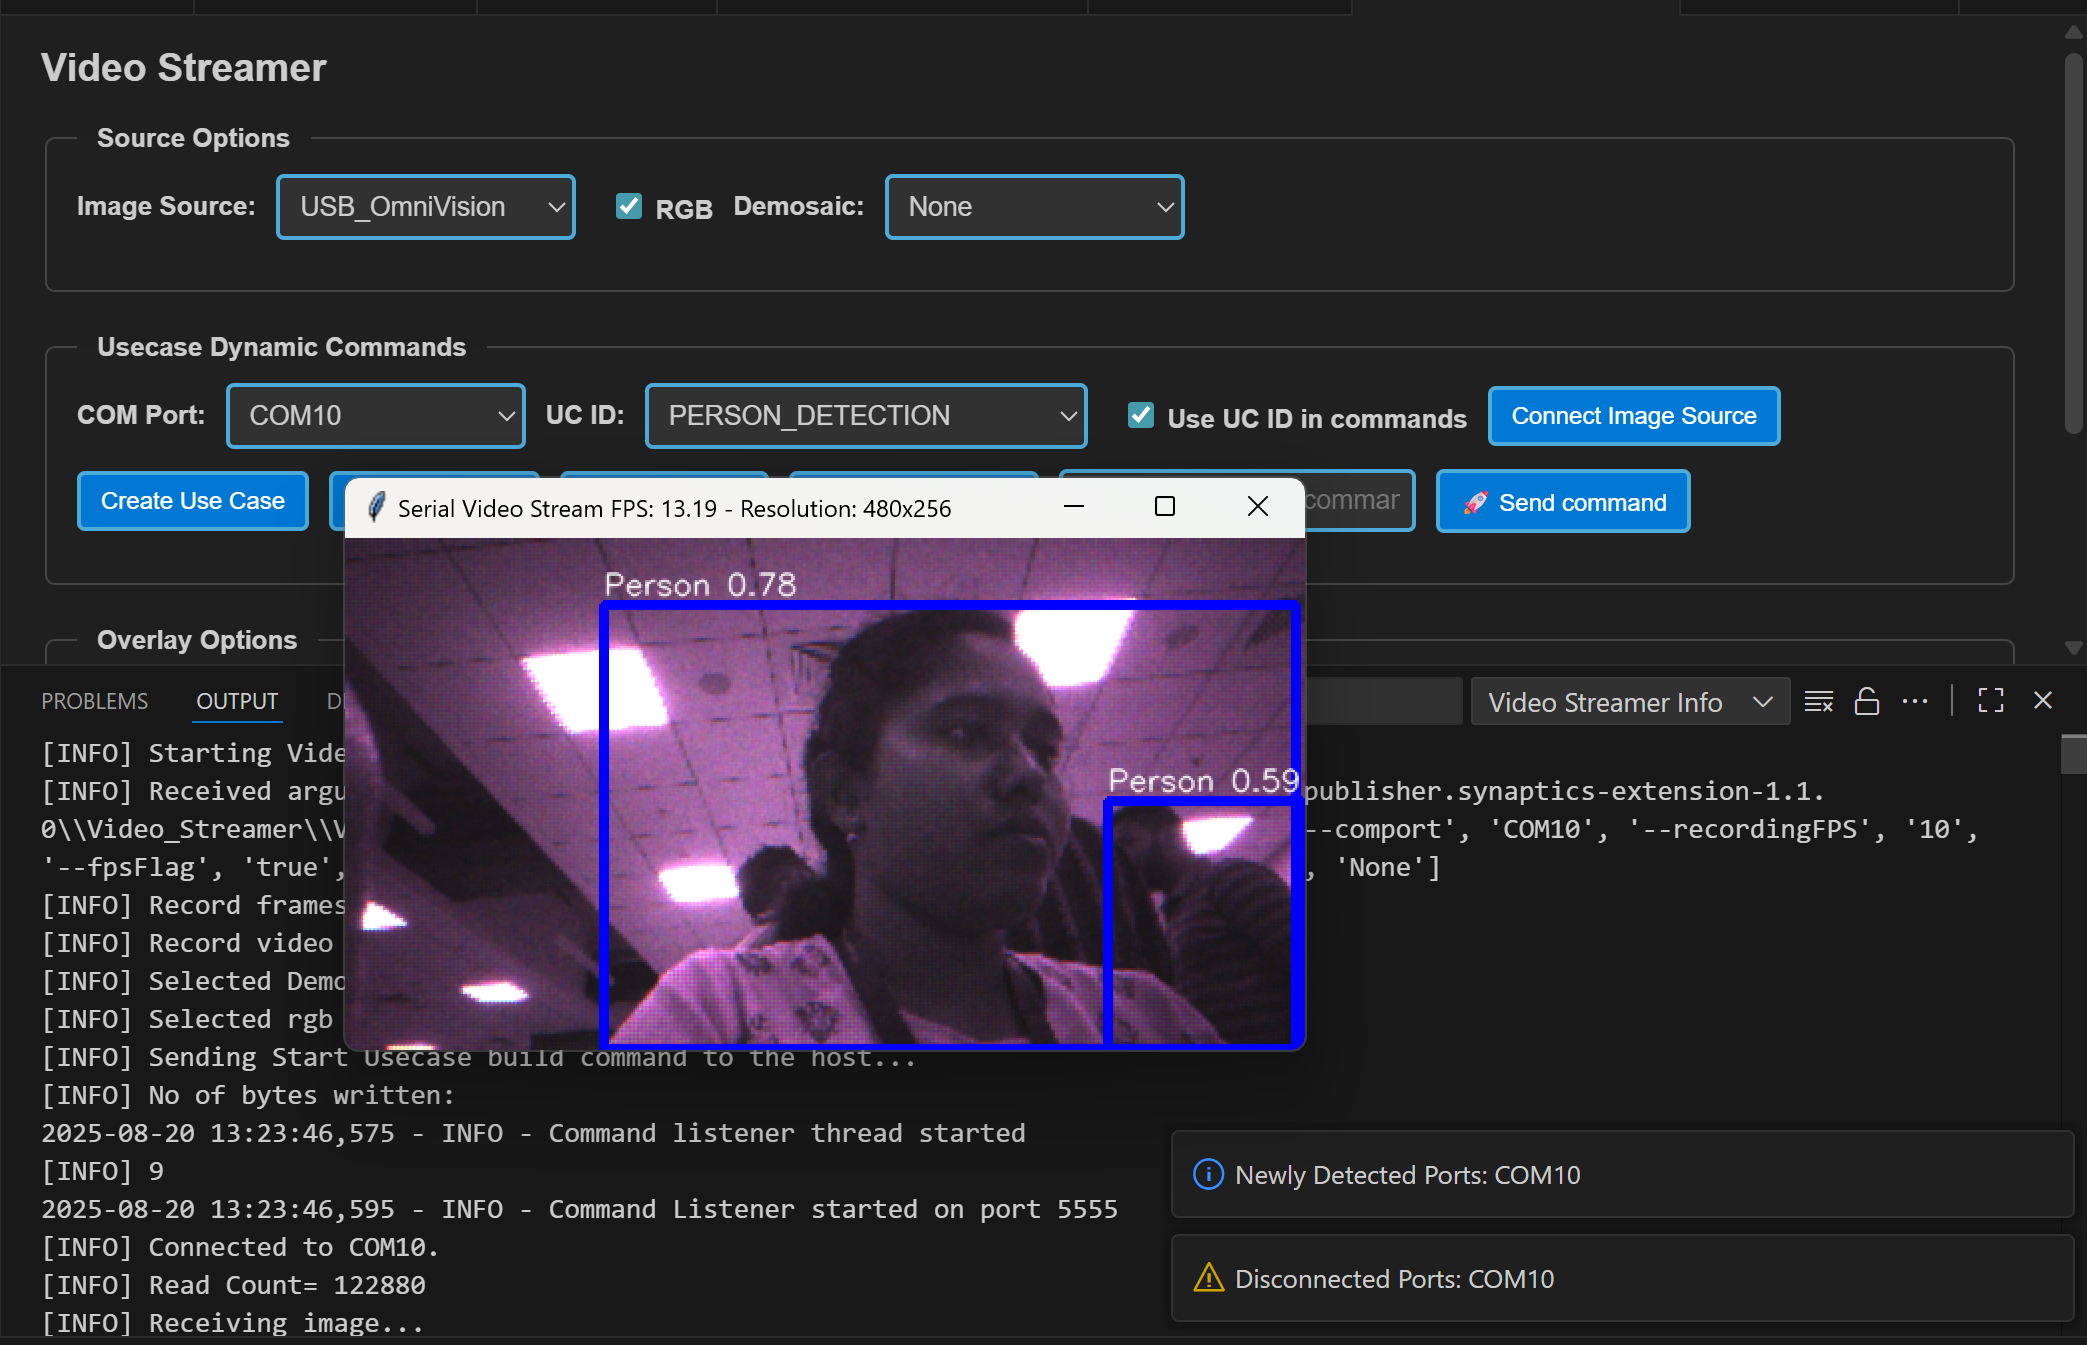 Video Streamer
Source Options
Image Source: USB_OmniVision RGB Demosaic: None
Usecase Dynamic Commands
COM Port: COM10 UC ID: PERSON_DETECTION Use UC ID in commands Connect Image Source
Create Use Case commar 🚀 Send command
Serial Video Stream FPS: 13.19 - Resolution: 480x256
Person 0.78
Person 0.59
Overlay Options
PROBLEMS OUTPUT Video Streamer Info
[INFO] Starting Vide
[INFO] Received argu publisher.synaptics-extension-1.1.
0\\Video_Streamer\\V --comport', 'COM10', '--recordingFPS', '10',
'--fpsFlag', 'true', , 'None']
[INFO] Record frames
[INFO] Record video
[INFO] Selected Demo
[INFO] Selected rgb
[INFO] Sending Start Usecase build command to the host...
[INFO] No of bytes written:
2025-08-20 13:23:46,575 - INFO - Command listener thread started
[INFO] 9
2025-08-20 13:23:46,595 - INFO - Command Listener started on port 5555
[INFO] Connected to COM10.
[INFO] Read Count= 122880
[INFO] Receiving image...
Newly Detected Ports: COM10
Disconnected Ports: COM10